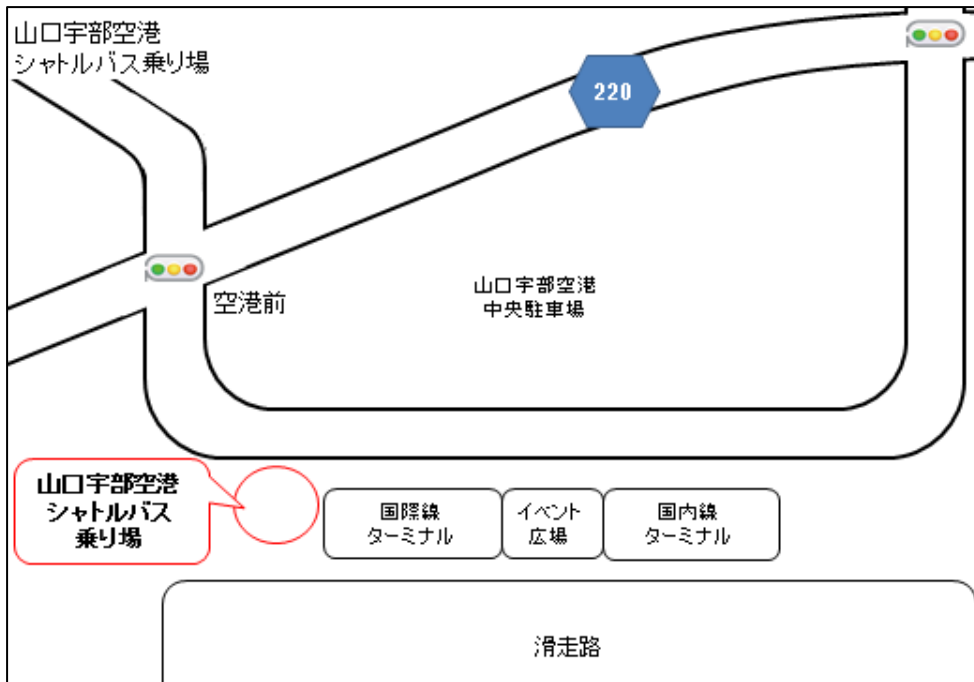 山口宇部空港
シャトルバス乗り場
220
空港前
山口宇部空港
中央駐車場
山口宇部空港
シャトルバス
乗り場
国際線
ターミナル
イベント
広場
国内線
ターミナル
滑走路